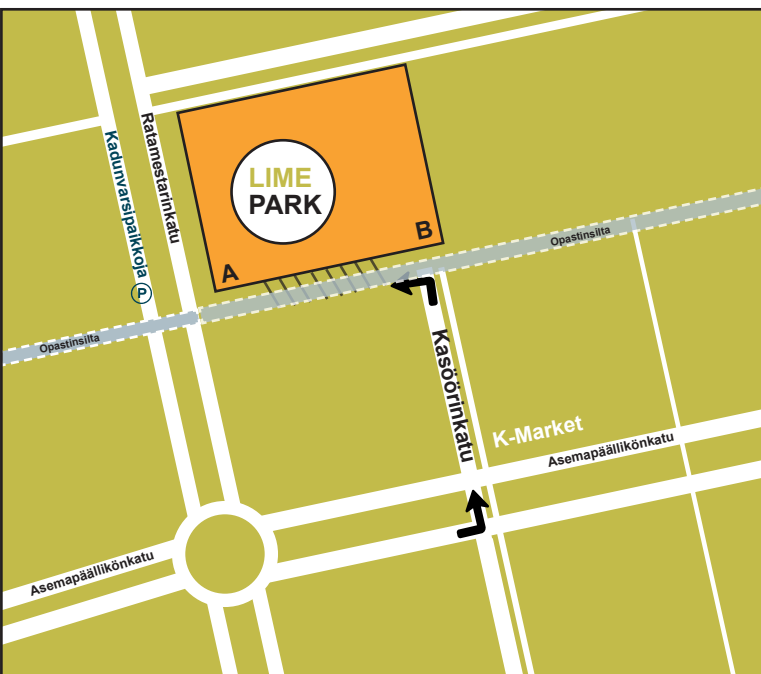 Kadunvarsipaikkoja
P
Ratamestarinkatu
LIME
PARK
A
B
Opastinsilta
Opastinsilta
Kasöörinkatu
K-Market
Asemapäällikönkatu
Asemapäällikönkatu